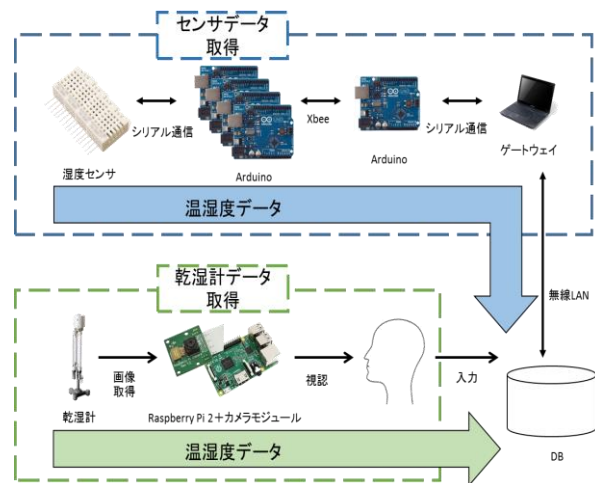 センサデータ
取得
シリアル通信
Xbee
シリアル通信
湿度センサ
Arduino
Arduino
ゲートウェイ
温湿度データ
無線LAN
乾湿計データ
取得
画像
取得
視認
入力
乾湿計
Raspberry Pi 2+カメラモジュール
温湿度データ
DB